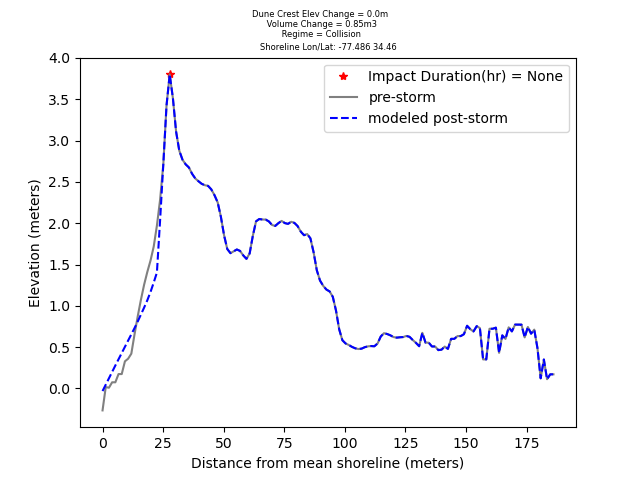 Dune Crest Elev Change = 0.0m
Volume Change = 0.85m3
Regime = Collision
Shoreline Lon/Lat: -77.486 34.46
Impact Duration(hr) = None
pre-storm
modeled post-storm
Elevation (meters)
4.0
3.5
3.0
2.5
2.0
1.5
1.0
0.5
0.0
0 25 50 75 100 125 150 175
Distance from mean shoreline (meters)